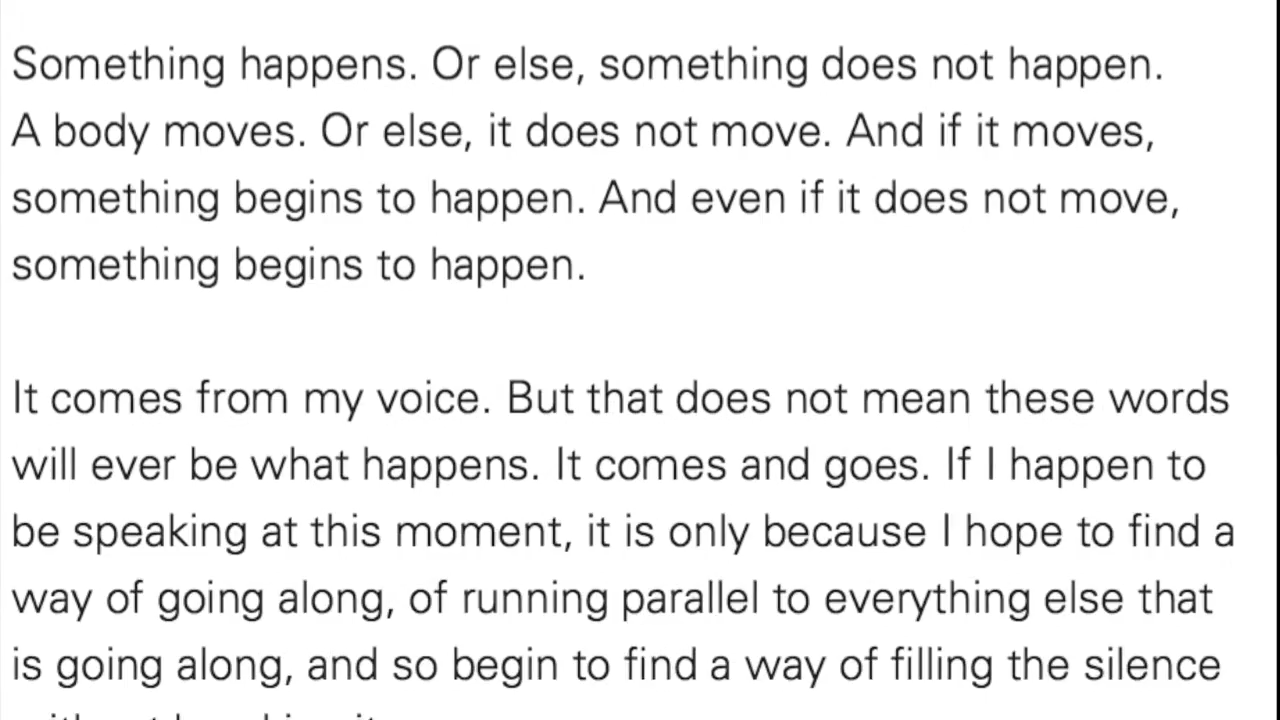 Something happens. Or else, something does not happen.
A body moves. Or else, it does not move. And if it moves,
something begins to happen. And even if it does not move,
something begins to happen.
It comes from my voice. But that does not mean these words
will ever be what happens. It comes and goes. If I happen to
be speaking at this moment, it is only because I hope to find a
way of going along, of running parallel to everything else that
is going along, and so begin to find a way of filling the silence